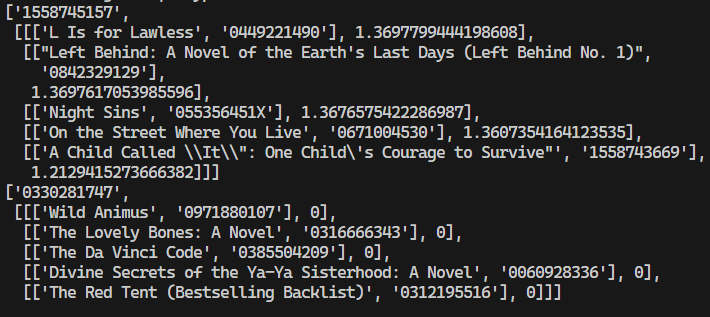 ['1558745157',
[[['L Is for Lawless', '0449221490'], 1.3697799444198608],
[["Left Behind: A Novel of the Earth's Last Days (Left Behind No. 1)",
'0842329129'],
1.3697617053985596],
[['Night Sins', '055356451X'], 1.3676575422286987],
[['On the Street Where You Live', '0671004530'], 1.3607354164123535],
[['A Child Called \\It\\": One Child\'s Courage to Survive"', '1558743669'],
1.2129415273666382]]]
['0330281747',
[[['Wild Animus', '0971880107'], 0],
[['The Lovely Bones: A Novel', '0316666343'], 0],
[['The Da Vinci Code', '0385504209'], 0],
[['Divine Secrets of the Ya-Ya Sisterhood: A Novel', '0060928336'], 0],
[['The Red Tent (Bestselling Backlist)', '0312195516'], 0]]]